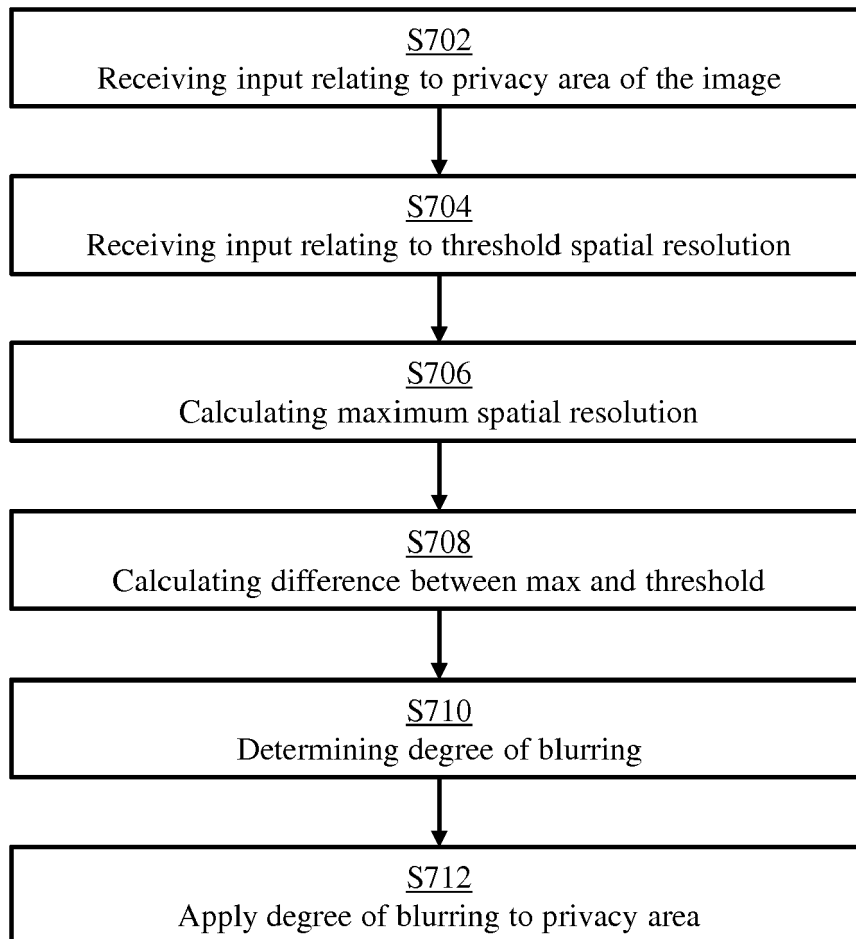 S702
Receiving input relating to privacy area of the image
S704
Receiving input relating to threshold spatial resolution
S706
Calculating maximum spatial resolution
S708
Calculating difference between max and threshold
S710
Determining degree of blurring
S712
Apply degree of blurring to privacy area